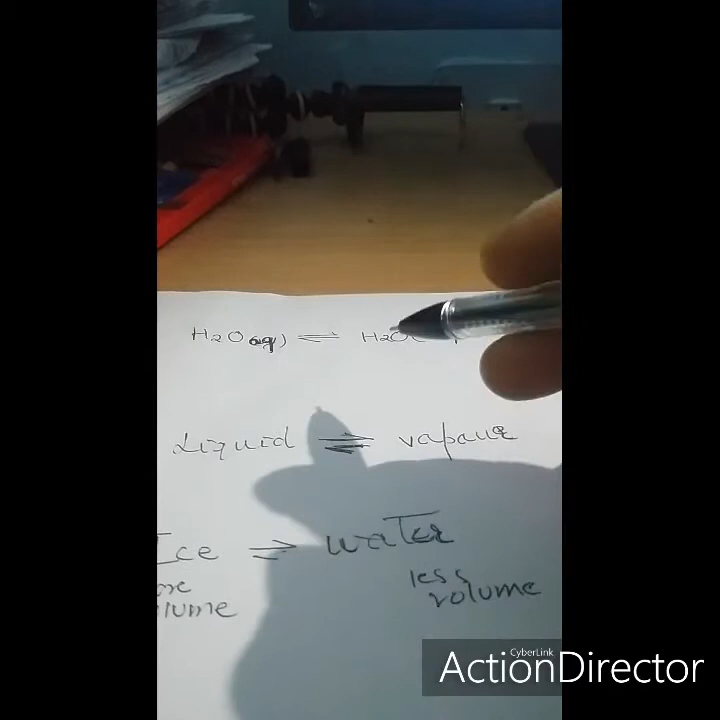 H2O(aq) ⇌ H2O(
Liquid ⇌ vapour
Ice ⇌ water
less
volume
CyberLink
ActionDirector